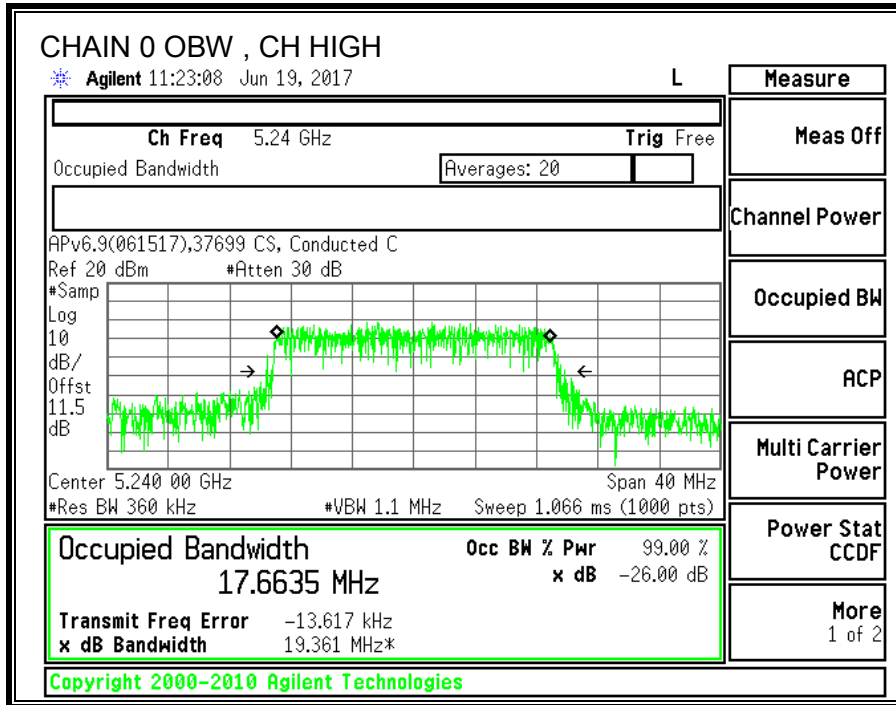 CHAIN 0 OBW , CH HIGH
Agilent 11:23:08 Jun 19, 2017 L
Measure
Ch Freq 5.24 GHz Trig Free
Meas Off
Occupied Bandwidth Averages: 20
Channel Power
APv6.9(061517),37699 CS, Conducted C
Ref 20 dBm #Atten 30 dB
#Samp
Log
10
dB/
Offst
11.5
dB
Occupied BW
ACP
Center 5.240 00 GHz Span 40 MHz
#Res BW 360 kHz #VBW 1.1 MHz Sweep 1.066 ms (1000 pts)
Multi Carrier
Power
Occupied Bandwidth Occ BW % Pwr 99.00 %
17.6635 MHz x dB -26.00 dB
Transmit Freq Error -13.617 kHz
x dB Bandwidth 19.361 MHz*
Power Stat
CCDF
More
1 of 2
Copyright 2000-2010 Agilent Technologies